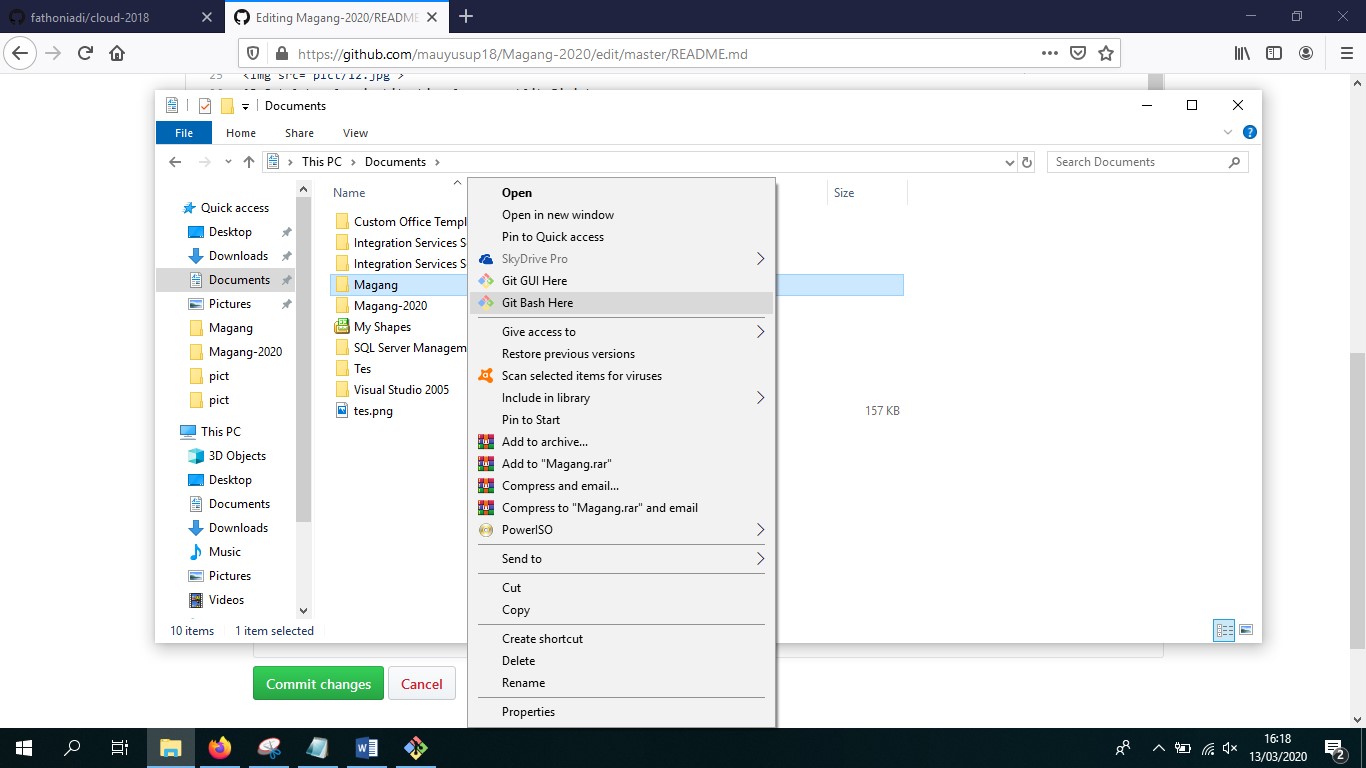 fathoniadi/cloud-2018
Editing Magang-2020/README
https://github.com/mauyusup18/Magang-2020/edit/master/README.md
25 <img src="pict/12.jpg">
Documents
File Home Share View
This PC Documents
Search Documents
Name
Size
Quick access
Desktop
Downloads
Documents
Pictures
Magang
Magang-2020
pict
pict
This PC
3D Objects
Desktop
Documents
Downloads
Music
Pictures
Videos
Custom Office Templ
Integration Services S
Integration Services S
Magang
Magang-2020
My Shapes
SQL Server Managem
Tes
Visual Studio 2005
tes.png
157 KB
Open
Open in new window
Pin to Quick access
SkyDrive Pro
Git GUI Here
Git Bash Here
Give access to
Restore previous versions
Scan selected items for viruses
Include in library
Pin to Start
Add to archive...
Add to "Magang.rar"
Compress and email...
Compress to "Magang.rar" and email
PowerISO
Send to
Cut
Copy
Create shortcut
Delete
Rename
Properties
10 items 1 item selected
Commit changes
Cancel
16:18
13/03/2020
2